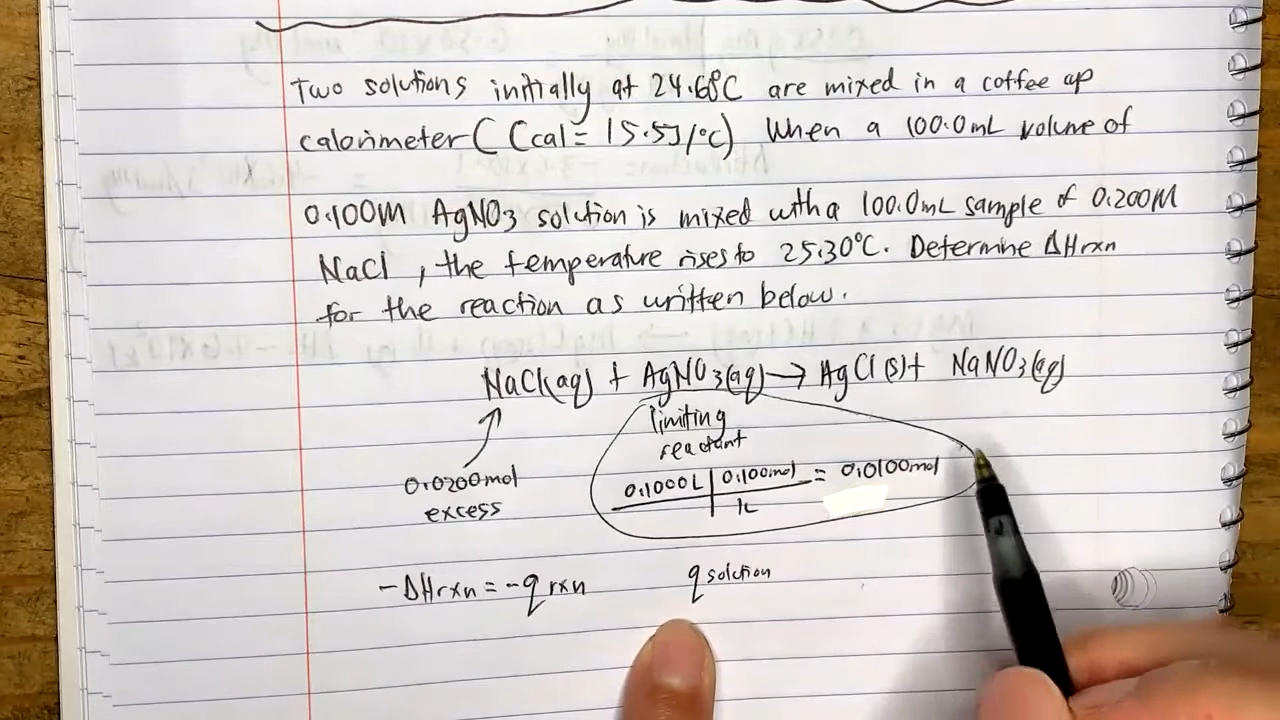 Two solutions initially at 24.68°C are mixed in a coffee cup
calorimeter (Ccal = 15.5J/°C) When a 100.0mL volume of
0.100M AgNO3 solution is mixed with a 100.0mL sample of 0.200M
NaCl, the temperature rises to 25.30°C. Determine ΔHrxn
for the reaction as written below.
NaCl(aq) + AgNO3(aq) → AgCl(s) + NaNO3(aq)
limiting
reactant
0.0200mol
excess
0.1000L | 0.100mol = 0.0100mol
1L
-ΔHrxn = -q rxn
q solution